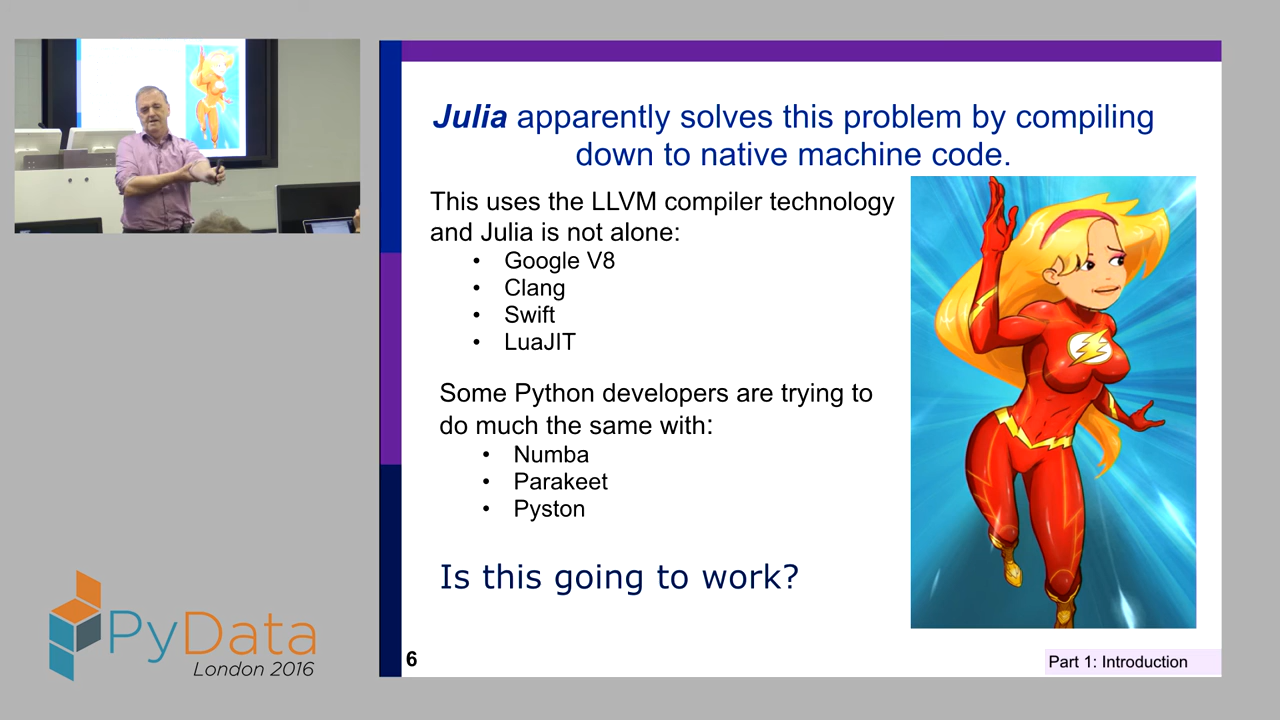 Julia apparently solves this problem by compiling
down to native machine code.
This uses the LLVM compiler technology
and Julia is not alone:
• Google V8
• Clang
• Swift
• LuaJIT
Some Python developers are trying to
do much the same with:
• Numba
• Parakeet
• Pyston
Is this going to work?
PyData
London 2016
6
Part 1: Introduction